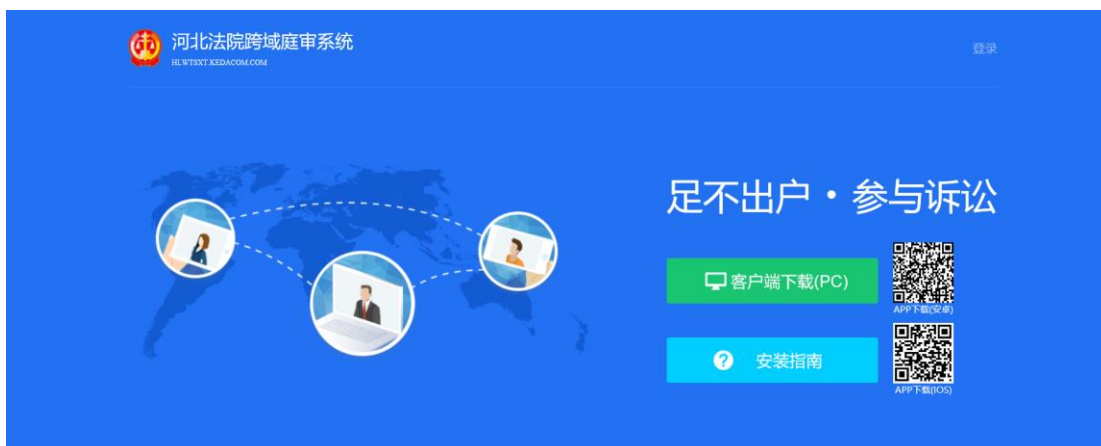 河北法院跨域庭审系统
HLWTSXT.KEDACOM.COM
登录
足不出户·参与诉讼
客户端下载(PC)
APP下载(安卓)
? 安装指南
APP下载(IOS)